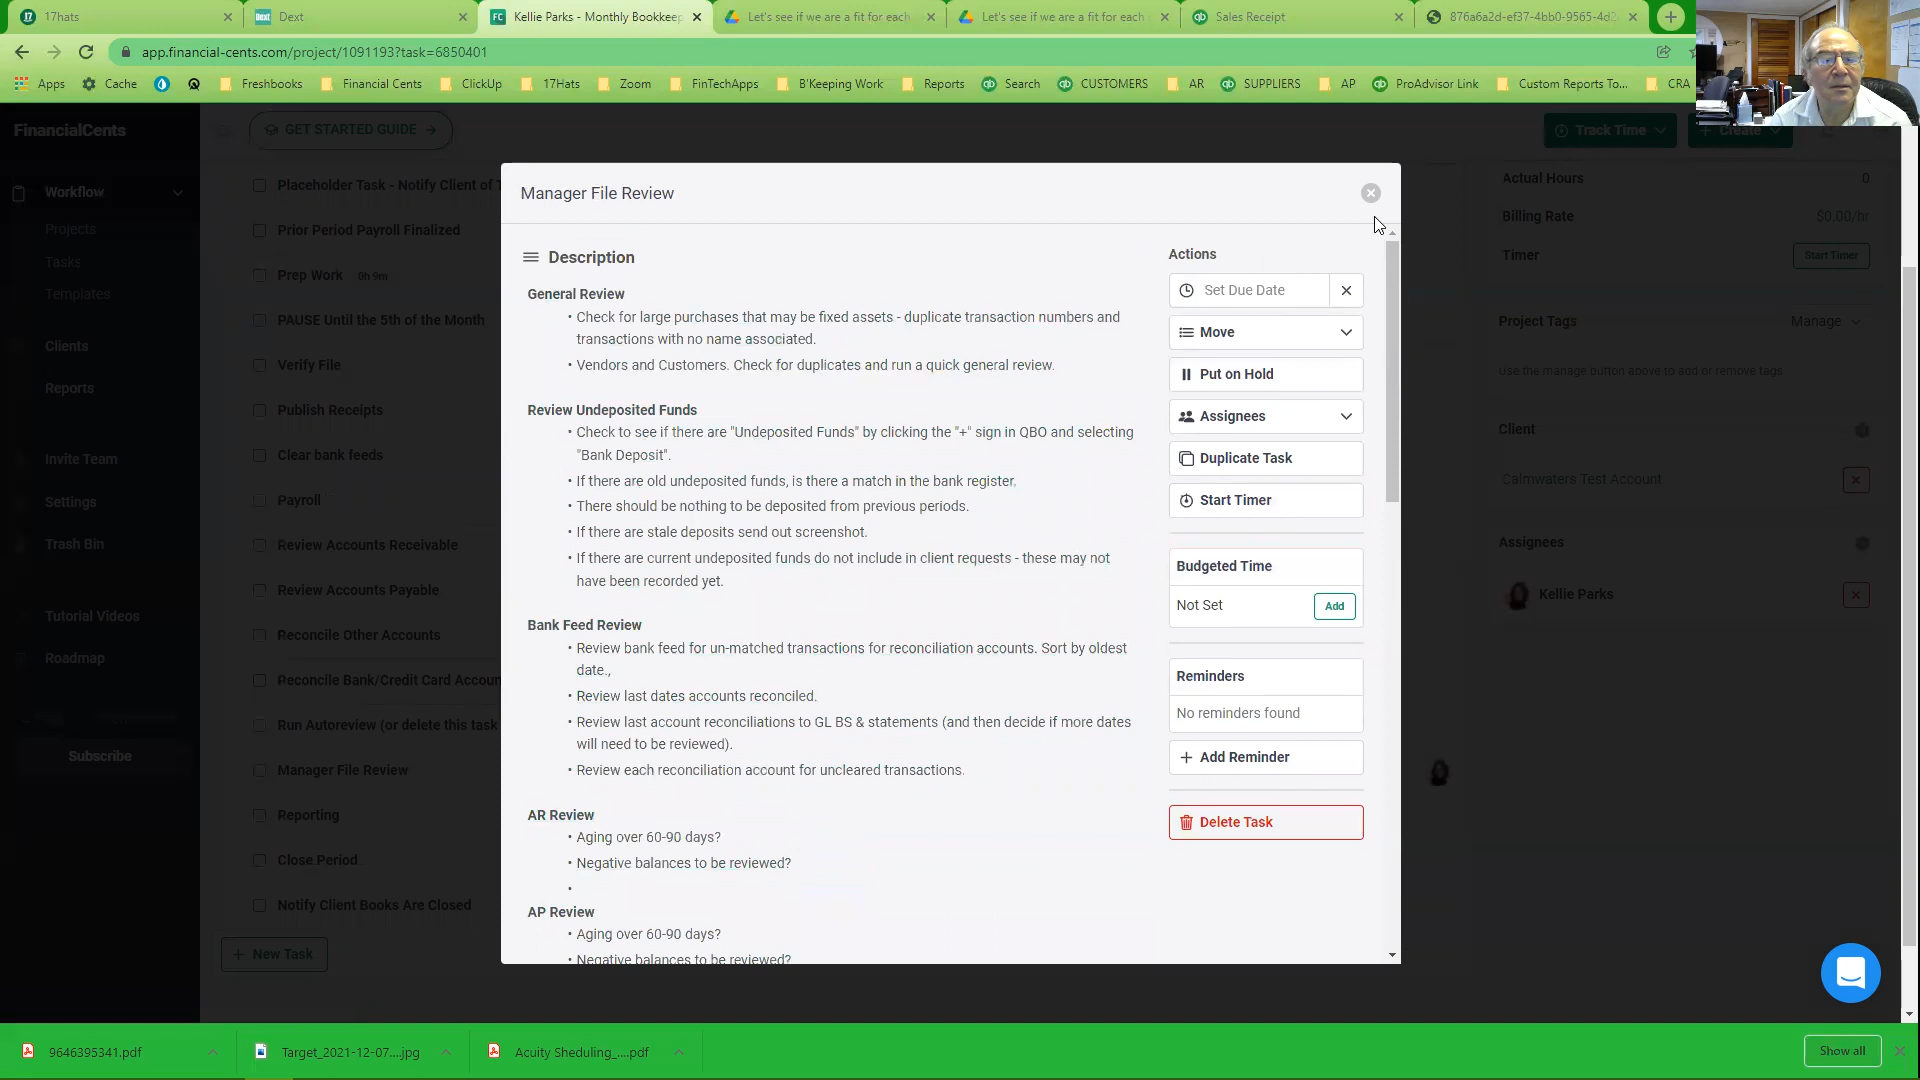 17hats
Dext
Kellie Parks - Monthly Bookkeep
Let's see if we are a fit for each
Let's see if we are a fit for each
Sales Receipt
876a6a2d-ef37-4bb0-9565-4d2
app.financial-cents.com/project/1091193?task=6850401
Apps
Cache
Freshbooks
Financial Cents
ClickUp
17Hats
Zoom
FinTechApps
B'Keeping Work
Reports
Search
CUSTOMERS
AR
SUPPLIERS
AP
ProAdvisor Link
Custom Reports To...
CRA
FinancialCents
GET STARTED GUIDE
Track Time
+ Create
Workflow
Projects
Tasks
Templates
Clients
Reports
Invite Team
Settings
Trash Bin
Tutorial Videos
Roadmap
Subscribe
Placeholder Task - Notify Client of T
Prior Period Payroll Finalized
Prep Work 0h 9m
PAUSE Until the 5th of the Month
Verify File
Publish Receipts
Clear bank feeds
Payroll
Review Accounts Receivable
Review Accounts Payable
Reconcile Other Accounts
Reconcile Bank/Credit Card Accoun
Run Autoreview (or delete this task
Manager File Review
Reporting
Close Period
Notify Client Books Are Closed
+ New Task
Manager File Review
Description
General Review
• Check for large purchases that may be fixed assets - duplicate transaction numbers and
transactions with no name associated.
• Vendors and Customers. Check for duplicates and run a quick general review.
Review Undeposited Funds
• Check to see if there are "Undeposited Funds" by clicking the "+" sign in QBO and selecting
"Bank Deposit".
• If there are old undeposited funds, is there a match in the bank register.
• There should be nothing to be deposited from previous periods.
• If there are stale deposits send out screenshot.
• If there are current undeposited funds do not include in client requests - these may not
have been recorded yet.
Bank Feed Review
• Review bank feed for un-matched transactions for reconciliation accounts. Sort by oldest
date.,
• Review last dates accounts reconciled.
• Review last account reconciliations to GL BS & statements (and then decide if more dates
will need to be reviewed).
• Review each reconciliation account for uncleared transactions.
AR Review
• Aging over 60-90 days?
• Negative balances to be reviewed?
•
AP Review
• Aging over 60-90 days?
Negative balances to be reviewed?
Actions
Set Due Date
Move
Put on Hold
Assignees
Duplicate Task
Start Timer
Budgeted Time
Not Set Add
Reminders
No reminders found
+ Add Reminder
Delete Task
Actual Hours 0
Billing Rate $0.00/hr
Timer Start Timer
Project Tags Manage
Use the manage button above to add or remove tags
Client
Calmwaters Test Account
Assignees
Kellie Parks
9646395341.pdf
Target_2021-12-07....jpg
Acuity Sheduling_....pdf
Show all